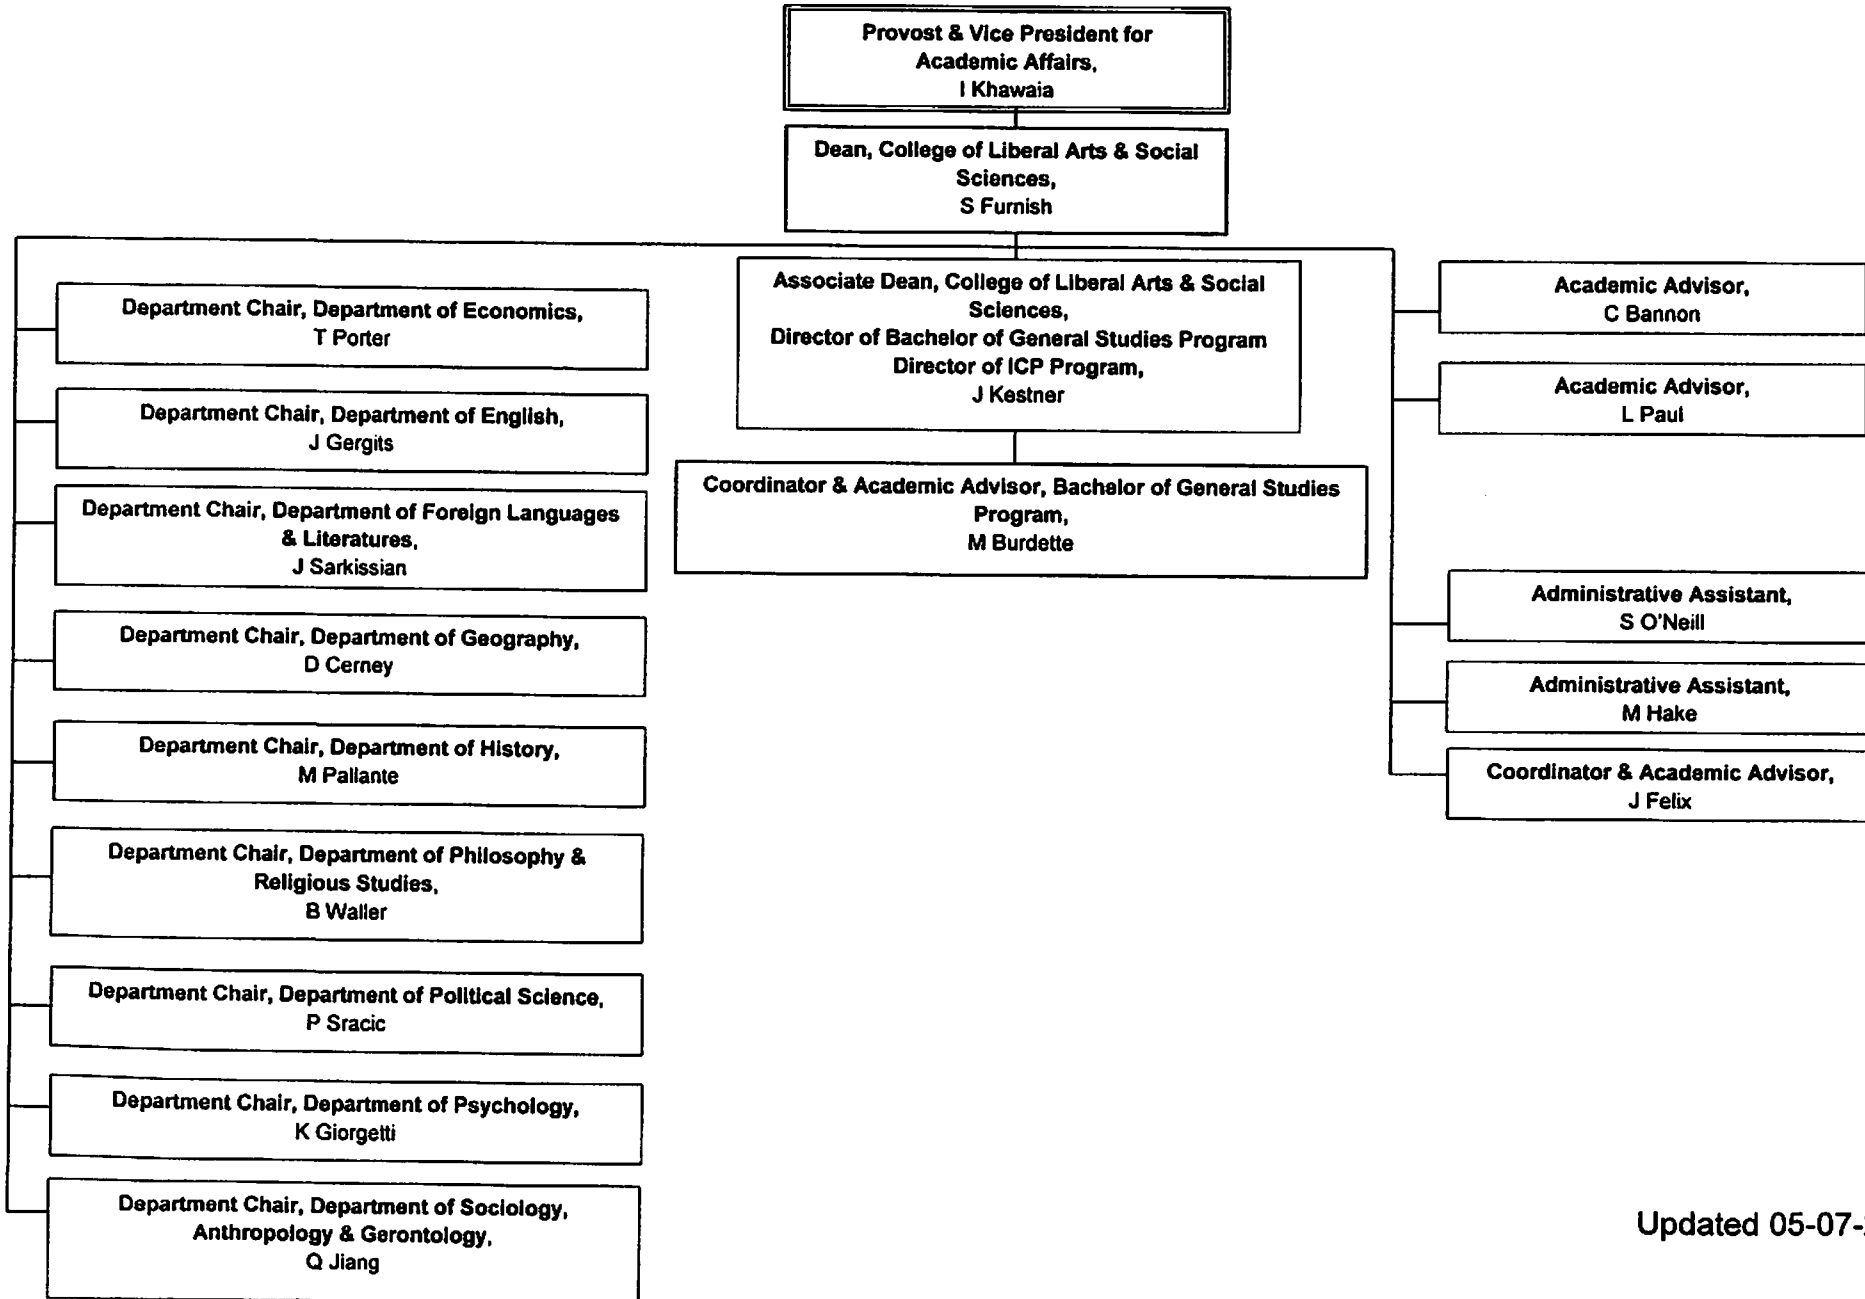 Provost & Vice President for
Academic Affairs,
I Khawaia
Dean, College of Liberal Arts & Social
Sciences,
S Furnish
Department Chair, Department of Economics,
T Porter
Department Chair, Department of English,
J Gergits
Department Chair, Department of Foreign Languages
& Literatures,
J Sarkissian
Department Chair, Department of Geography,
D Cerney
Department Chair, Department of History,
M Pallante
Department Chair, Department of Philosophy &
Religious Studies,
B Waller
Department Chair, Department of Political Science,
P Sracic
Department Chair, Department of Psychology,
K Giorgetti
Department Chair, Department of Sociology,
Anthropology & Gerontology,
Q Jiang
Associate Dean, College of Liberal Arts & Social
Sciences,
Director of Bachelor of General Studies Program
Director of ICP Program,
J Kestner
Coordinator & Academic Advisor, Bachelor of General Studies
Program,
M Burdette
Academic Advisor,
C Bannon
Academic Advisor,
L Paul
Administrative Assistant,
S O'Neill
Administrative Assistant,
M Hake
Coordinator & Academic Advisor,
J Felix
Updated 05-07-